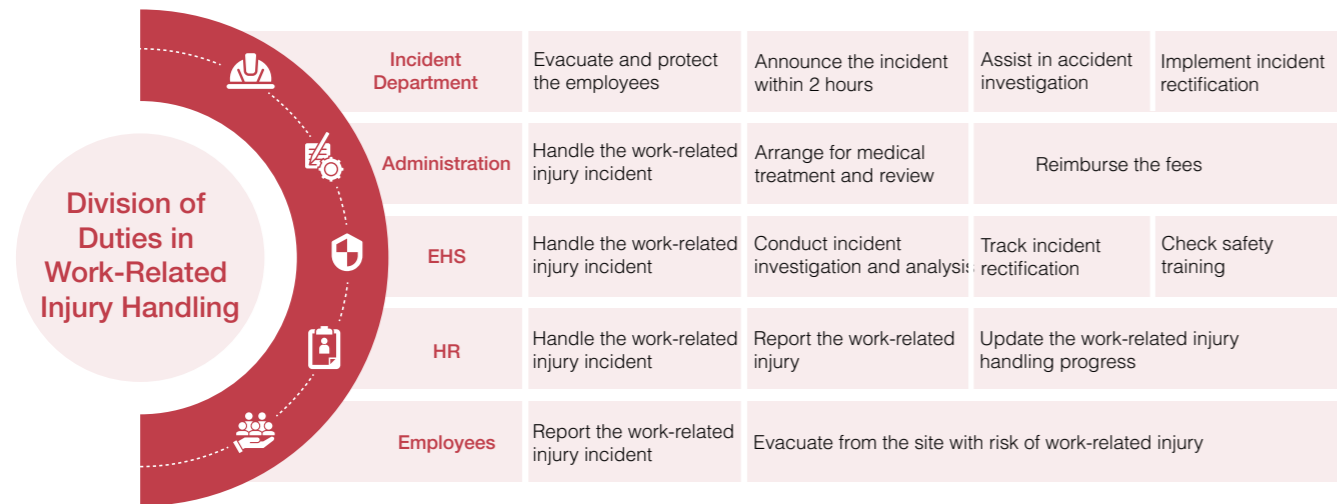 Division of
Duties in
Work-Related
Injury Handling
Incident
Department
Evacuate and protect
the employees
Announce the incident
within 2 hours
Assist in accident
investigation
Implement incident
rectification
Administration
Handle the work-related
injury incident
Arrange for medical
treatment and review
Reimburse the fees
EHS
Handle the work-related
injury incident
Conduct incident
investigation and analysis
Track incident
rectification
Check safety
training
HR
Handle the work-related
injury incident
Report the work-related
injury
Update the work-related injury
handling progress
Employees
Report the work-related
injury incident
Evacuate from the site with risk of work-related injury